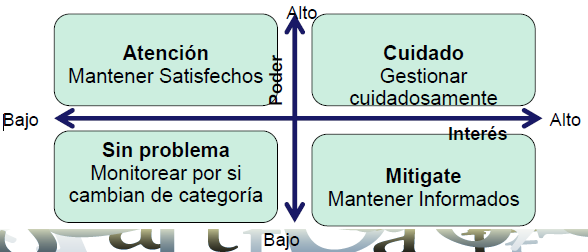 Alto
Atención
Mantener Satisfechos
Poder
Cuidado
Gestionar
cuidadosamente
Bajo
Alto
Interés
Sin problema
Monitorear por si
cambian de categoría
Mitigate
Mantener Informados
Bajo